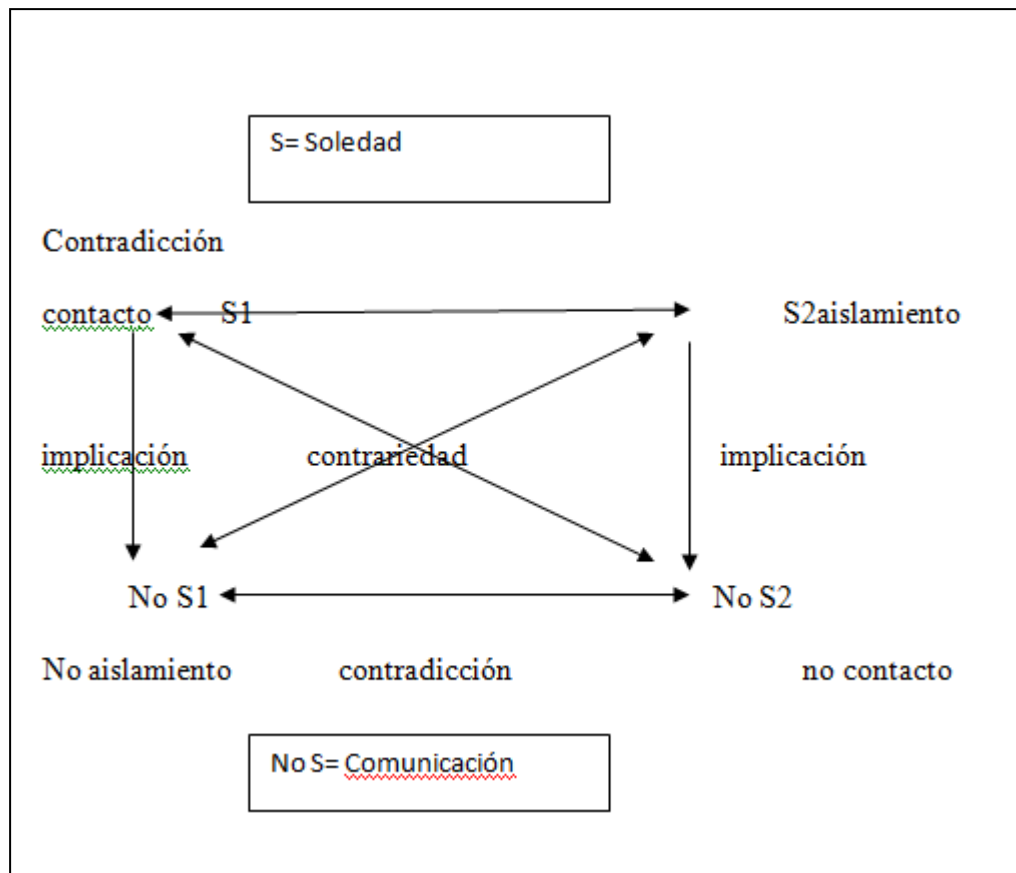 S= Soledad
Contradicción
contacto S1 S2aislamiento
implicación contrariedad implicación
No S1 No S2
No aislamiento contradicción no contacto
No S= Comunicación